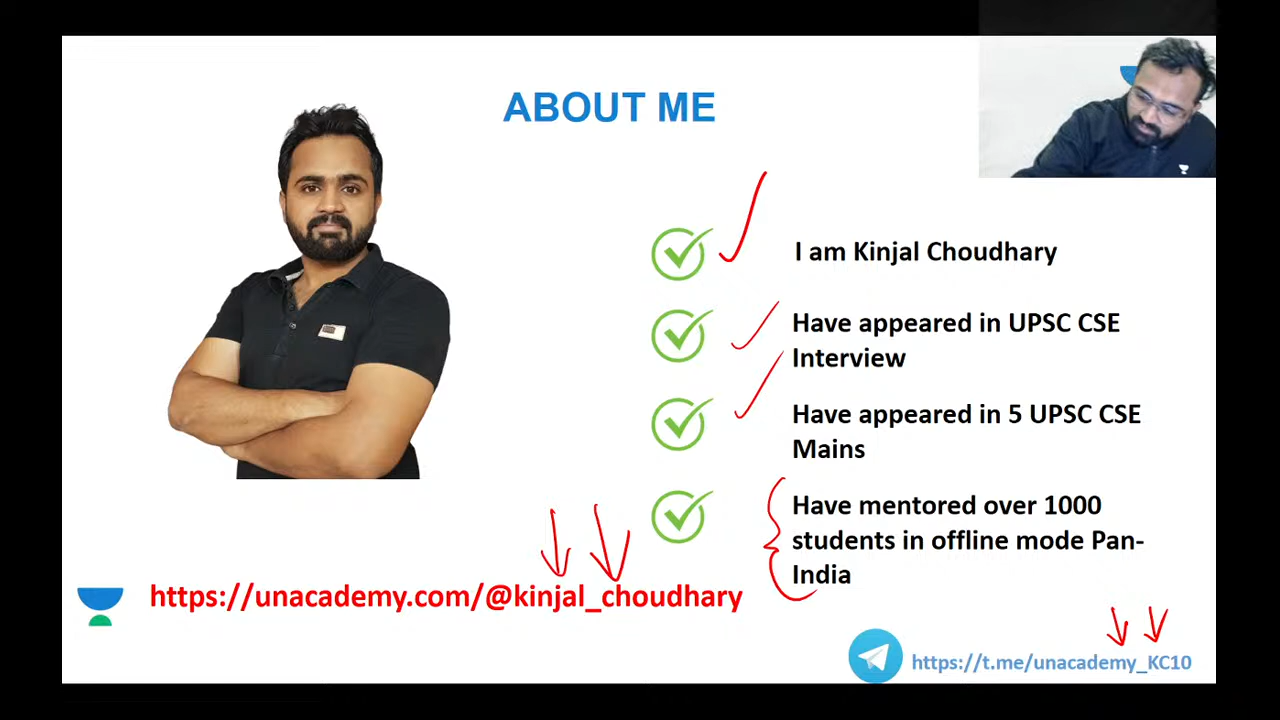 ABOUT ME
I am Kinjal Choudhary
Have appeared in UPSC CSE
Interview
Have appeared in 5 UPSC CSE
Mains
Have mentored over 1000
students in offline mode Pan-
India
https://unacademy.com/@kinjal_choudhary
https://t.me/unacademy_KC10